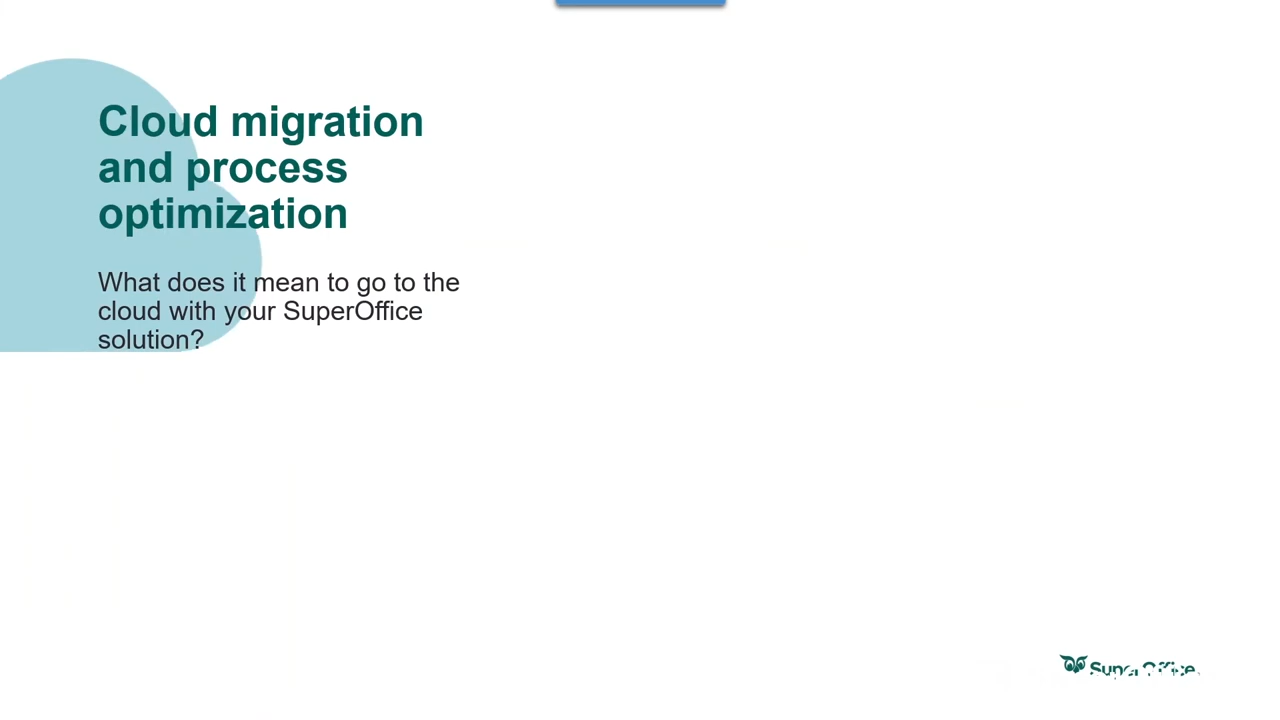 Cloud migration
and process
optimization
What does it mean to go to the
cloud with your SuperOffice
solution?
SuperOffice